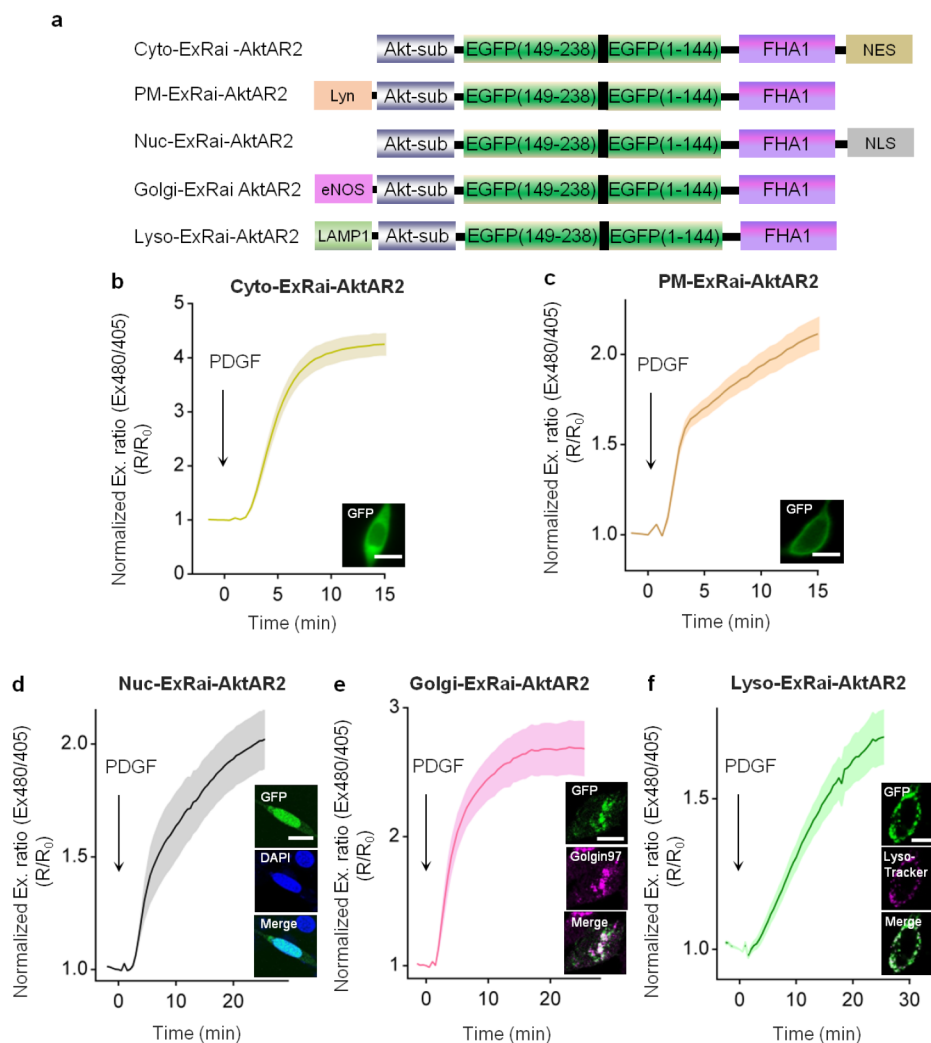 a
Cyto-ExRai -AktAR2 Akt-sub EGFP(149-238) EGFP(1-144) FHA1 NES
PM-ExRai-AktAR2 Lyn Akt-sub EGFP(149-238) EGFP(1-144) FHA1
Nuc-ExRai-AktAR2 Akt-sub EGFP(149-238) EGFP(1-144) FHA1 NLS
Golgi-ExRai AktAR2 eNOS Akt-sub EGFP(149-238) EGFP(1-144) FHA1
Lyso-ExRai-AktAR2 LAMP1 Akt-sub EGFP(149-238) EGFP(1-144) FHA1
b
Cyto-ExRai-AktAR2
Normalized Ex. ratio (Ex480/405)
(R/R0)
5
4
3
2
1
0
PDGF
GFP
0 5 10 15
Time (min)
c
PM-ExRai-AktAR2
Normalized Ex. ratio (Ex480/405)
(R/R0)
2.0
1.5
1.0
PDGF
GFP
0 5 10 15
Time (min)
d
Nuc-ExRai-AktAR2
Normalized Ex. ratio (Ex480/405)
(R/R0)
2.0
1.5
1.0
PDGF
GFP
DAPI
Merge
0 10 20
Time (min)
e
Golgi-ExRai-AktAR2
Normalized Ex. ratio (Ex480/405)
(R/R0)
3
2
1
PDGF
GFP
Golgin97
Merge
0 10 20
Time (min)
f
Lyso-ExRai-AktAR2
Normalized Ex. ratio (Ex480/405)
(R/R0)
1.5
1.0
PDGF
GFP
Lyso-
Tracker
Merge
0 10 20 30
Time (min)